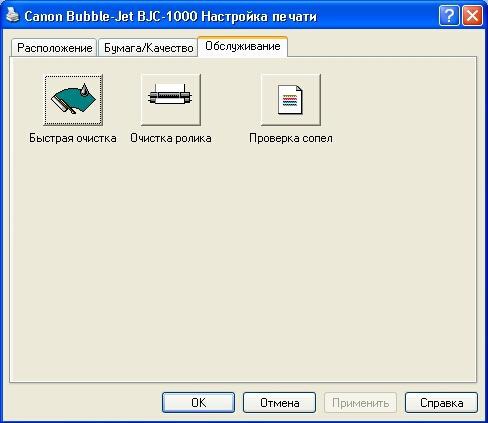 Canon Bubble-Jet BJC-1000 Настройка печати
Расположение Бумага/Качество Обслуживание
Быстрая очистка Очистка ролика Проверка сопел
OK Отмена Применить Справка